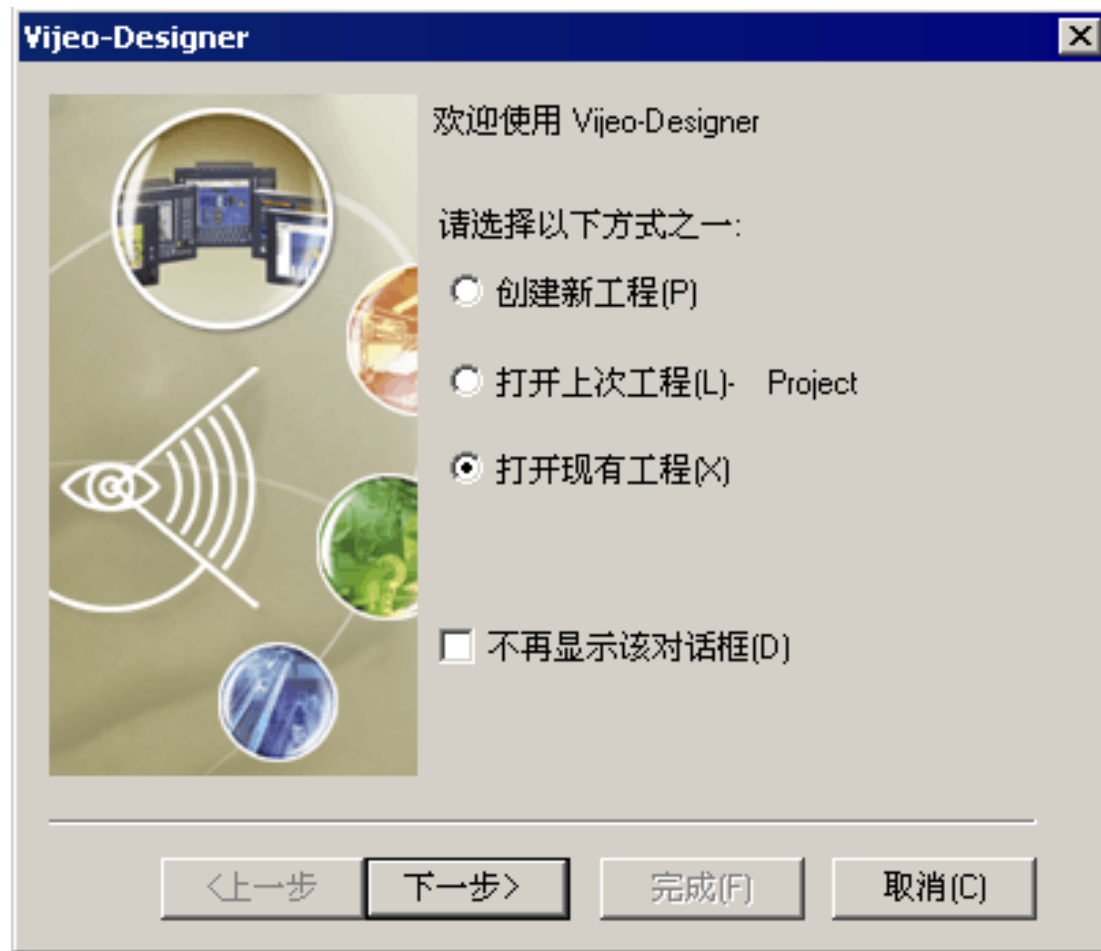 Vijeo-Designer
欢迎使用 Vijeo-Designer
请选择以下方式之一:
创建新工程(P)
打开上次工程(L)- Project
打开现有工程(X)
不再显示该对话框(D)
<上一步 下一步> 完成(F) 取消(C)